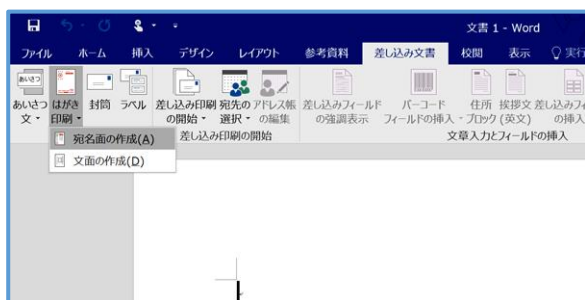 文書 1 - Word
ファイル ホーム 挿入 デザイン レイアウト 参考資料 差し込み文書 校閲 表示 実行
あいさつ
あいさつ文 はがき印刷 封筒 ラベル 差し込み印刷の開始 宛先の選択 アドレス帳の編集 差し込みフィールドの強調表示 バーコードフィールドの挿入 住所ブロック 挨拶文(英文) 差し込みフィ の挿入
差し込み印刷の開始 文章入力とフィールドの挿入
宛名面の作成(A)
文面の作成(D)